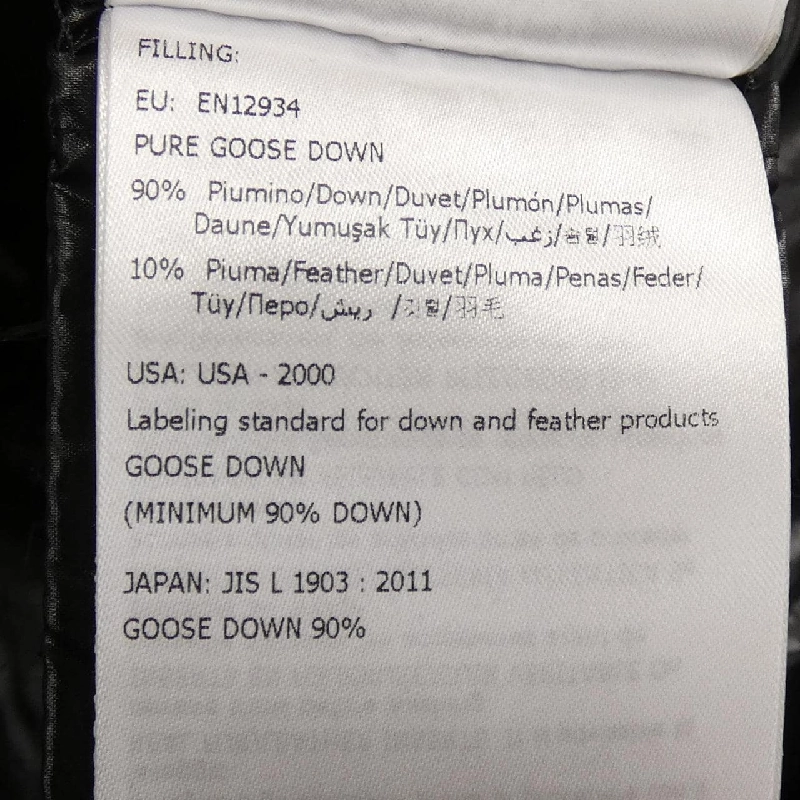 FILLING:
EU: EN12934
PURE GOOSE DOWN
90% Piumino/Down/Duvet/Plumón/Plumas/
Daune/Yumuşak Tüy/Пух/زغب/솜털/羽绒
10% Piuma/Feather/Duvet/Pluma/Penas/Feder/
Tüy/Перо/ريش /깃털/羽毛
USA: USA - 2000
Labeling standard for down and feather products
GOOSE DOWN
(MINIMUM 90% DOWN)
JAPAN: JIS L 1903 : 2011
GOOSE DOWN 90%